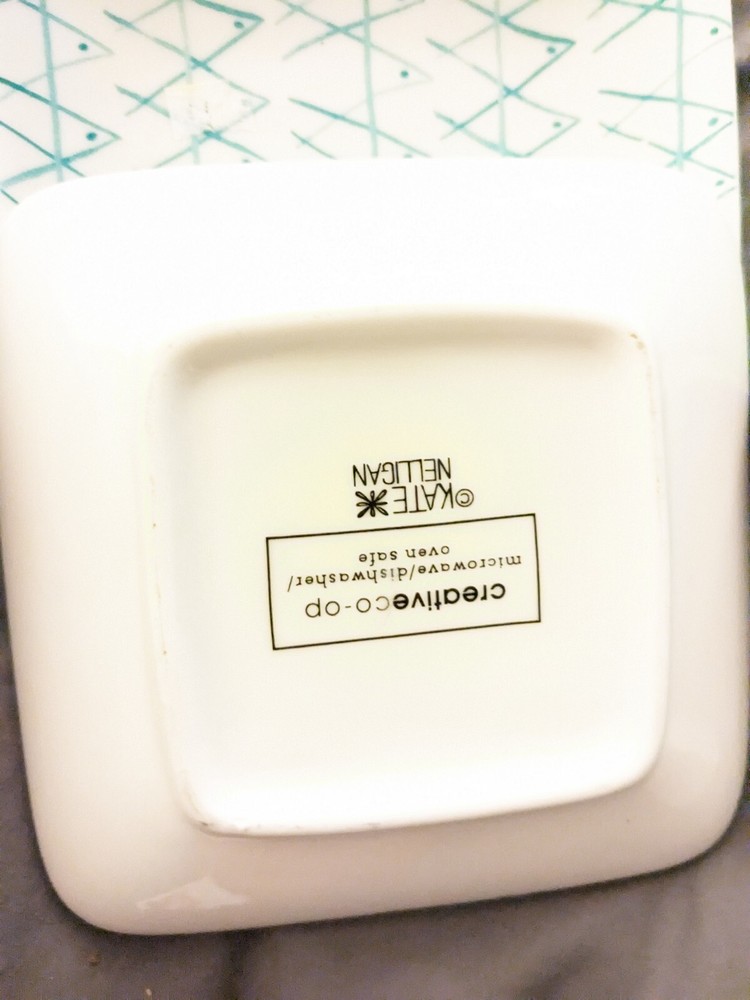 creativeco-op
microwave/dishwasher/
oven safe
©KATE
NELLIGAN